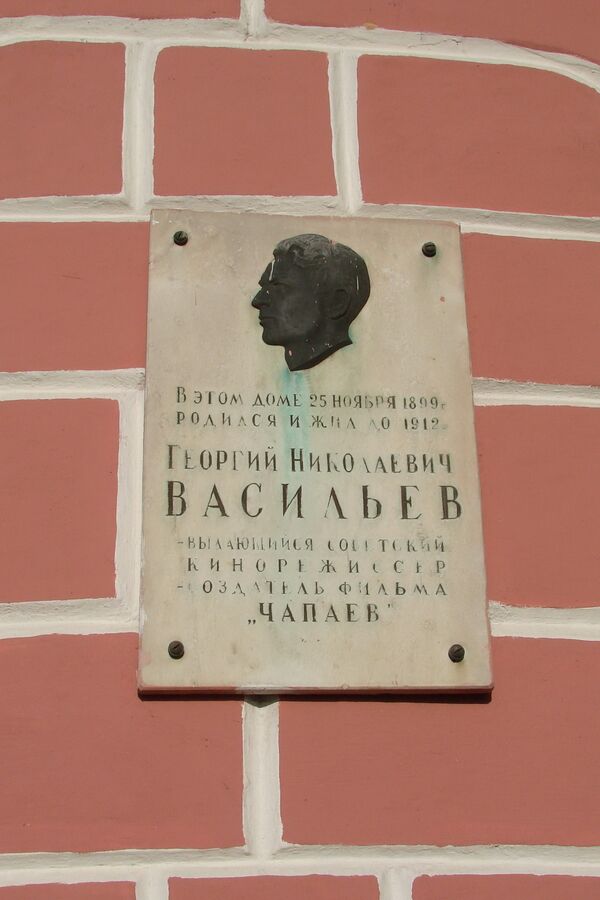 В ЭТОМ ДОМЕ 25 НОЯБРЯ 1899г.
РОДИЛСЯ И ЖИЛ ДО 1912г.
ГЕОРГИЙ НИКОЛАЕВИЧ
ВАСИЛЬЕВ
-ВЫДАЮЩИЙСЯ СОВЕТСКИЙ
КИНОРЕЖИССЕР
-СОЗДАТЕЛЬ ФИЛЬМА
„ЧАПАЕВ"